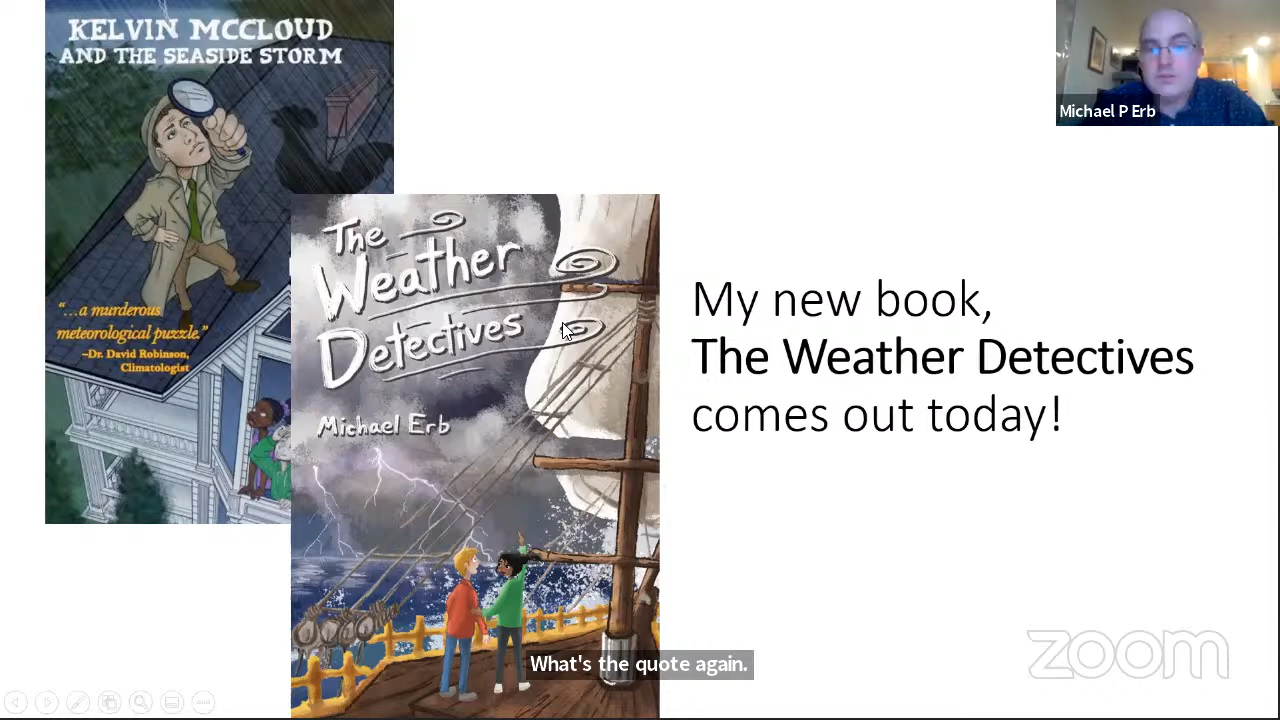 KELVIN MCCLOUD
AND THE SEASIDE STORM
"...a murderous
meteorological puzzle."
–Dr. David Robinson,
Climatologist
The
Weather
Detectives
Michael Erb
My new book,
The Weather Detectives
comes out today!
Michael P Erb
What's the quote again.
zoom